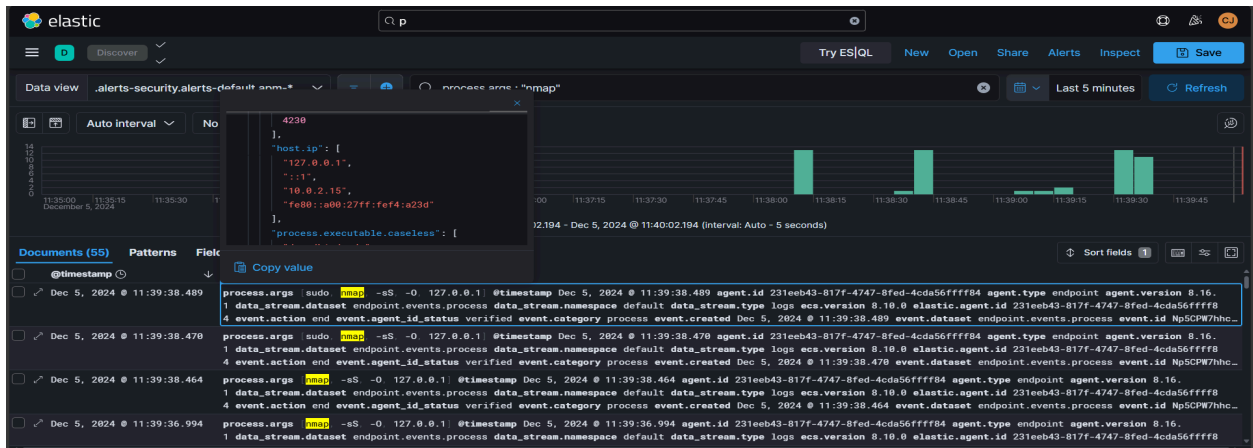 elastic
p
CJ
D
Discover
Try ES|QL
New
Open
Share
Alerts
Inspect
Save
Data view
.alerts-security.alerts-default,apm-*
process.args : "nmap"
Last 5 minutes
Refresh
Auto interval
No
4230
],
"host.ip": [
"127.0.0.1",
"::1",
"10.0.2.15",
"fe80::a00:27ff:fef4:a23d"
],
"process.executable.caseless": [
Copy value
14
12
10
8
6
4
2
0
11:35:00
December 5, 2024
11:35:15
11:35:30
:00
11:37:15
11:37:30
11:37:45
11:38:00
11:38:15
11:38:30
11:38:45
11:39:00
11:39:15
11:39:30
11:39:45
02.194 - Dec 5, 2024 @ 11:40:02.194 (interval: Auto - 5 seconds)
Documents (55)
Patterns
Fiel
Sort fields 1
@timestamp
Dec 5, 2024 @ 11:39:38.489
process.args [sudo, nmap, -sS, -O, 127.0.0.1] @timestamp Dec 5, 2024 @ 11:39:38.489 agent.id 231eeb43-817f-4747-8fed-4cda56ffff84 agent.type endpoint agent.version 8.16.
1 data_stream.dataset endpoint.events.process data_stream.namespace default data_stream.type logs ecs.version 8.10.0 elastic.agent.id 231eeb43-817f-4747-8fed-4cda56ffff8
4 event.action end event.agent_id_status verified event.category process event.created Dec 5, 2024 @ 11:39:38.489 event.dataset endpoint.events.process event.id Np5CPW7hhc…
Dec 5, 2024 @ 11:39:38.470
process.args [sudo, nmap, -sS, -O, 127.0.0.1] @timestamp Dec 5, 2024 @ 11:39:38.470 agent.id 231eeb43-817f-4747-8fed-4cda56ffff84 agent.type endpoint agent.version 8.16.
1 data_stream.dataset endpoint.events.process data_stream.namespace default data_stream.type logs ecs.version 8.10.0 elastic.agent.id 231eeb43-817f-4747-8fed-4cda56ffff8
4 event.action end event.agent_id_status verified event.category process event.created Dec 5, 2024 @ 11:39:38.470 event.dataset endpoint.events.process event.id Np5CPW7hhc…
Dec 5, 2024 @ 11:39:38.464
process.args [nmap, -sS, -O, 127.0.0.1] @timestamp Dec 5, 2024 @ 11:39:38.464 agent.id 231eeb43-817f-4747-8fed-4cda56ffff84 agent.type endpoint agent.version 8.16.
1 data_stream.dataset endpoint.events.process data_stream.namespace default data_stream.type logs ecs.version 8.10.0 elastic.agent.id 231eeb43-817f-4747-8fed-4cda56ffff8
4 event.action end event.agent_id_status verified event.category process event.created Dec 5, 2024 @ 11:39:38.464 event.dataset endpoint.events.process event.id Np5CPW7hhc…
Dec 5, 2024 @ 11:39:36.994
process.args [nmap, -sS, -O, 127.0.0.1] @timestamp Dec 5, 2024 @ 11:39:36.994 agent.id 231eeb43-817f-4747-8fed-4cda56ffff84 agent.type endpoint agent.version 8.16.
1 data_stream.dataset endpoint.events.process data_stream.namespace default data_stream.type logs ecs.version 8.10.0 elastic.agent.id 231eeb43-817f-4747-8fed-4cda56ffff8